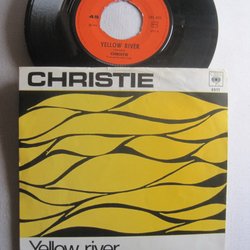 45
YELLOW RIVER
CHRISTIE
CHRISTIE
CBS
Yellow river